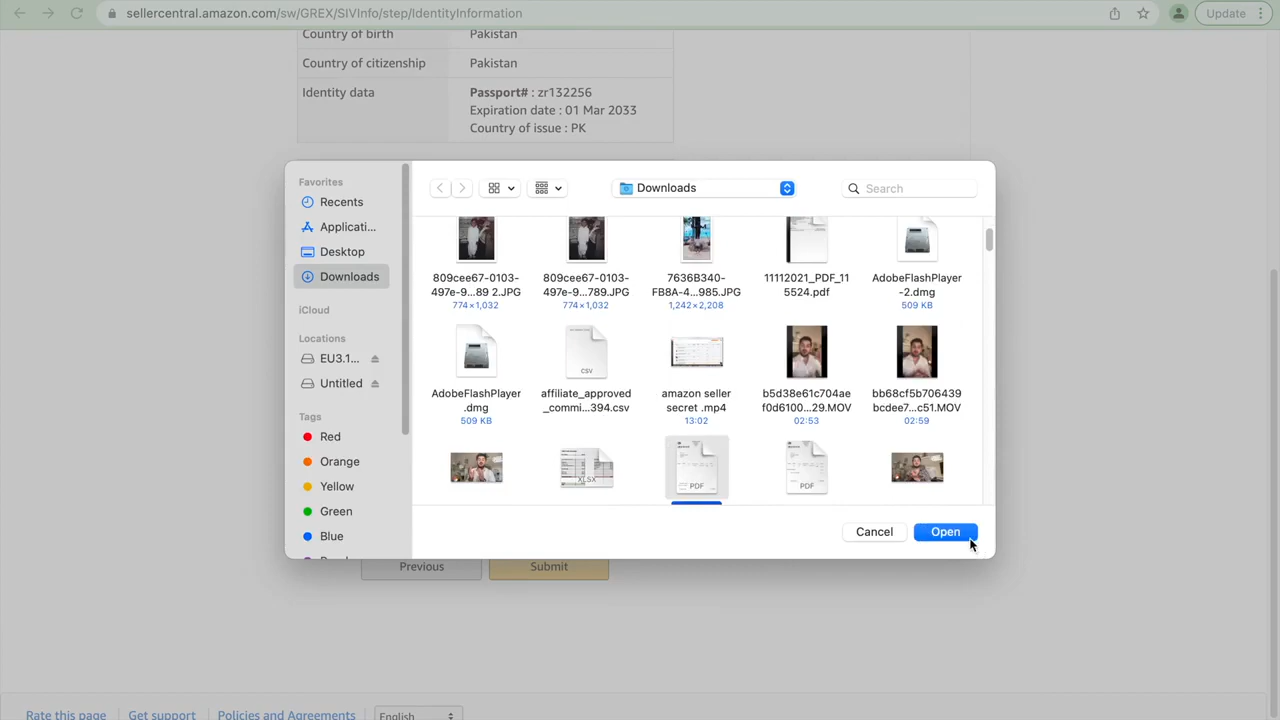 sellercentral.amazon.com/sw/GREX/SIVInfo/step/IdentityInformation
Update
Country of birth Pakistan
Country of citizenship Pakistan
Identity data Passport# : zr132256
Expiration date : 01 Mar 2033
Country of issue : PK
Favorites
Recents
Applicati...
Desktop
Downloads
iCloud
Locations
EU3.1...
Untitled
Tags
Red
Orange
Yellow
Green
Blue
Downloads
Search
809cee67-0103-
497e-9...89 2.JPG
774×1,032
809cee67-0103-
497e-9...789.JPG
774×1,032
7636B340-
FB8A-4...985.JPG
1,242×2,208
11112021_PDF_11
5524.pdf
AdobeFlashPlayer
-2.dmg
509 KB
AdobeFlashPlayer
.dmg
509 KB
CSV
affiliate_approved
_commi...394.csv
amazon seller
secret .mp4
13:02
b5d38e61c704ae
f0d6100...29.MOV
02:53
bb68cf5b706439
bcdee7...c51.MOV
02:59
XLSX
PDF
PDF
Cancel
Open
Previous
Submit
Rate this page
Get support
Policies and Agreements
English